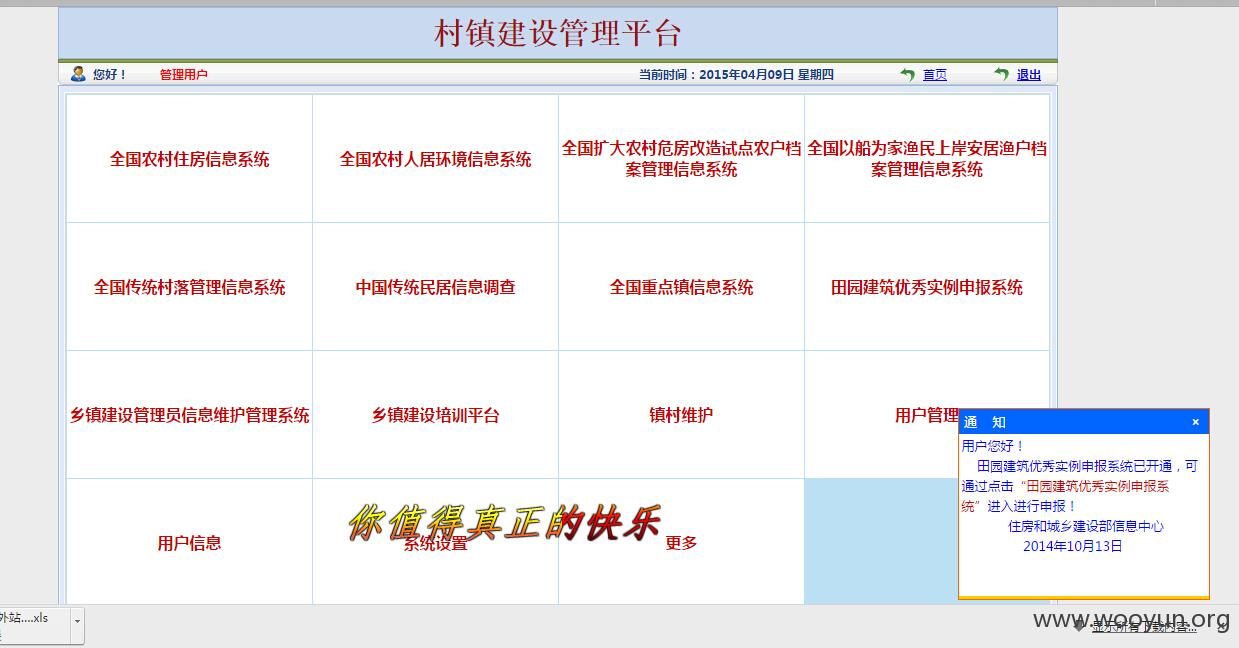 村镇建设管理平台
您好！ 管理用户 当前时间：2015年04月09日 星期四 首页 退出
全国农村住房信息系统
全国农村人居环境信息系统
全国扩大农村危房改造试点农户档
案管理信息系统
全国以船为家渔民上岸安居渔户档
案管理信息系统
全国传统村落管理信息系统
中国传统民居信息调查
全国重点镇信息系统
田园建筑优秀实例申报系统
乡镇建设管理员信息维护管理系统
乡镇建设培训平台
镇村维护
用户管理
用户信息
系统设置
更多
你值得真正的快乐
通 知 ×
用户您好！
田园建筑优秀实例申报系统已开通，可
通过点击“田园建筑优秀实例申报系
统”进入进行申报！
住房和城乡建设部信息中心
2014年10月13日
外站....xls
显示所有下载内容...
www.wooyun.org